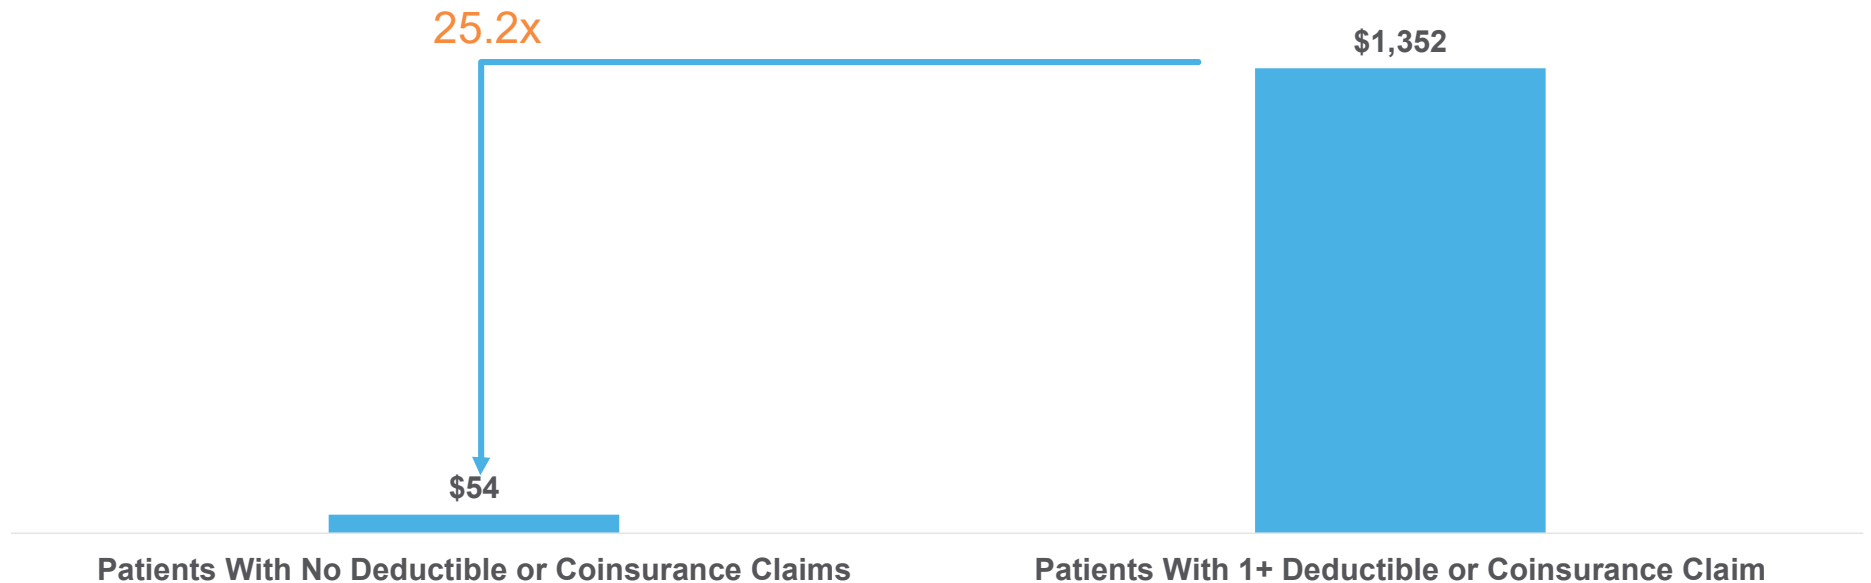 25.2x
$1,352
$54
Patients With No Deductible or Coinsurance Claims
Patients With 1+ Deductible or Coinsurance Claim